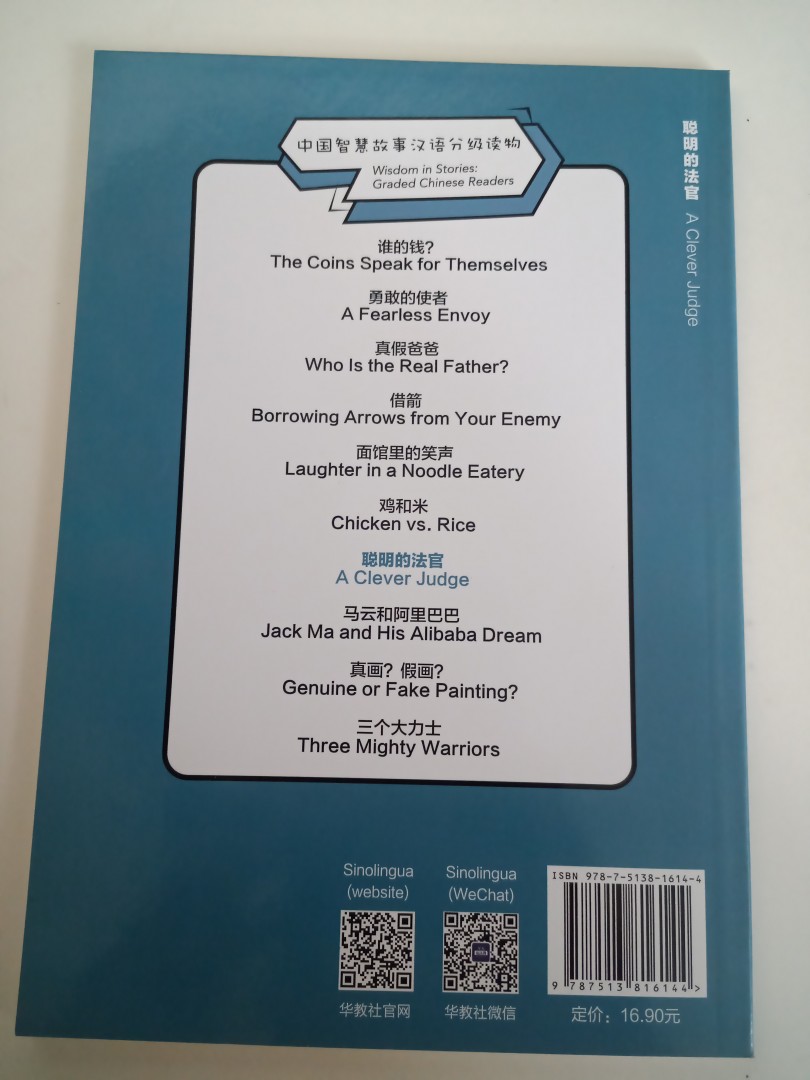 中国智慧故事汉语分级读物
Wisdom in Stories:
Graded Chinese Readers
谁的钱?
The Coins Speak for Themselves
勇敢的使者
A Fearless Envoy
真假爸爸
Who Is the Real Father?
借箭
Borrowing Arrows from Your Enemy
面馆里的笑声
Laughter in a Noodle Eatery
鸡和米
Chicken vs. Rice
聪明的法官
A Clever Judge
马云和阿里巴巴
Jack Ma and His Alibaba Dream
真画? 假画?
Genuine or Fake Painting?
三个大力士
Three Mighty Warriors
聪明的法官 A Clever Judge
Sinolingua
(website)
华教社官网
Sinolingua
(WeChat)
华教社微信
ISBN 978-7-5138-1614-4
9 787513 816144 >
定价: 16.90元